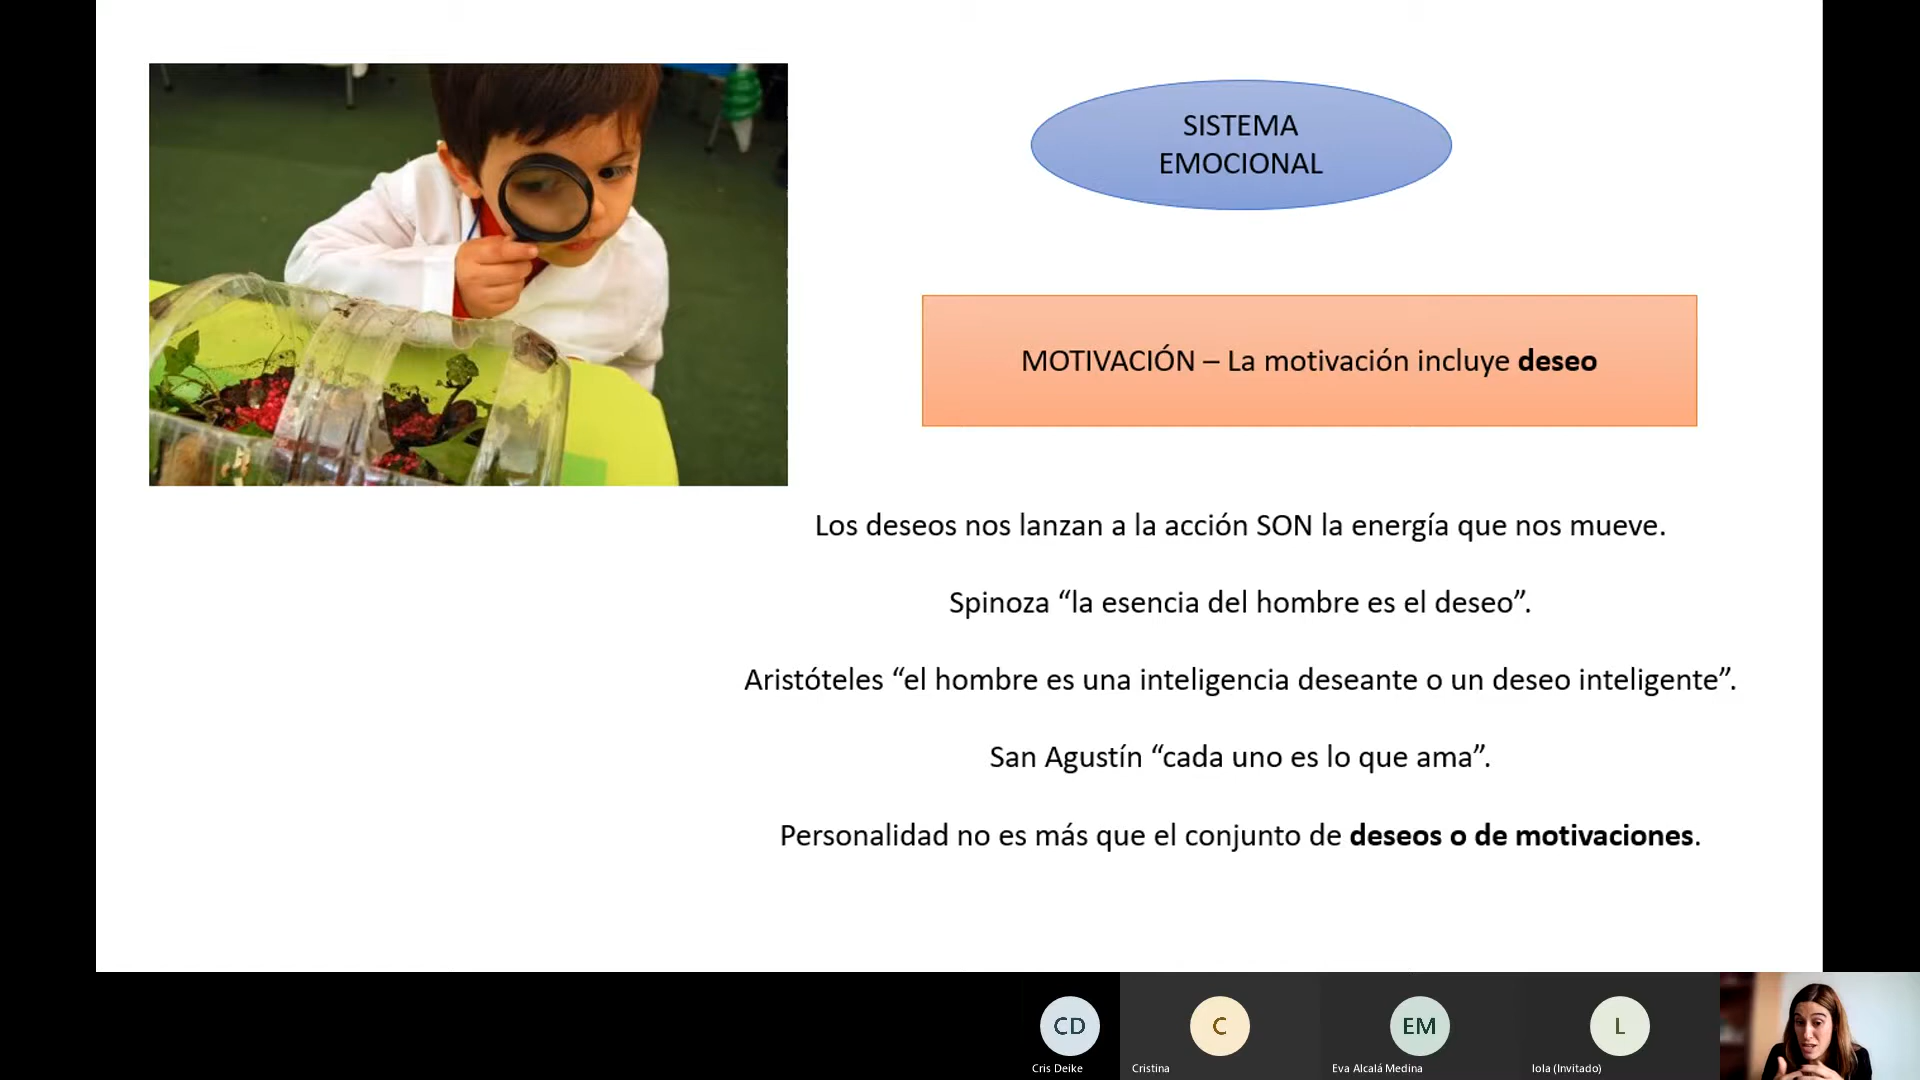 SISTEMA
EMOCIONAL
MOTIVACIÓN – La motivación incluye deseo
Los deseos nos lanzan a la acción SON la energía que nos mueve.
Spinoza “la esencia del hombre es el deseo”.
Aristóteles “el hombre es una inteligencia deseante o un deseo inteligente”.
San Agustín “cada uno es lo que ama”.
Personalidad no es más que el conjunto de deseos o de motivaciones.
CD
C
EM
L
Cris Deike
Cristina
Eva Alcalá Medina
lola (Invitado)